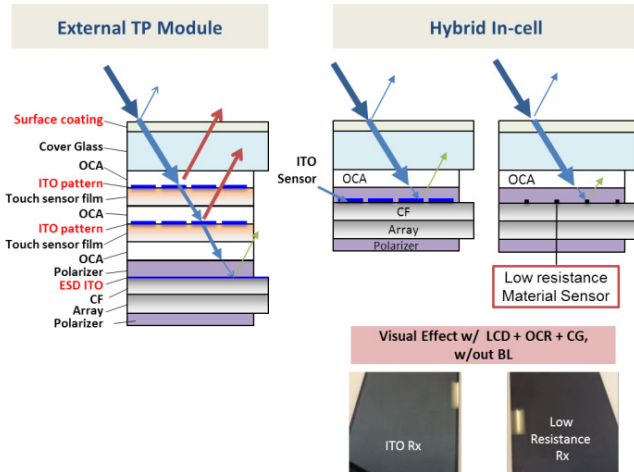 External TP Module
Hybrid In-cell
Surface coating
Cover Glass
OCA
ITO pattern
Touch sensor film
OCA
ITO pattern
Touch sensor film
OCA
Polarizer
ESD ITO
CF
Array
Polarizer
ITO
Sensor
OCA
CF
Array
Polarizer
OCA
Low resistance
Material Sensor
Visual Effect w/ LCD + OCR + CG,
w/out BL
ITO Rx
Low
Resistance
Rx